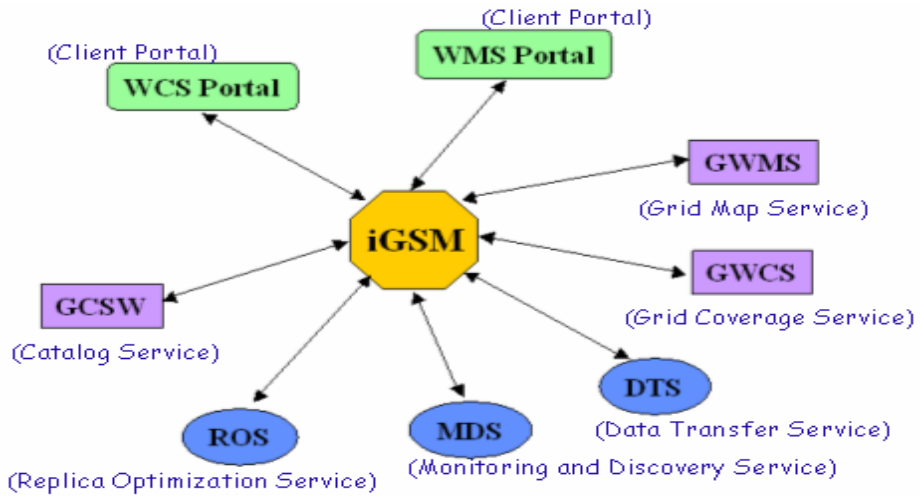 (Client Portal)
WMS Portal
(Client Portal)
WCS Portal
GWMS
(Grid Map Service)
iGSM
GWCS
(Grid Coverage Service)
GCSW
(Catalog Service)
DTS
(Data Transfer Service)
ROS
(Replica Optimization Service)
MDS
(Monitoring and Discovery Service)